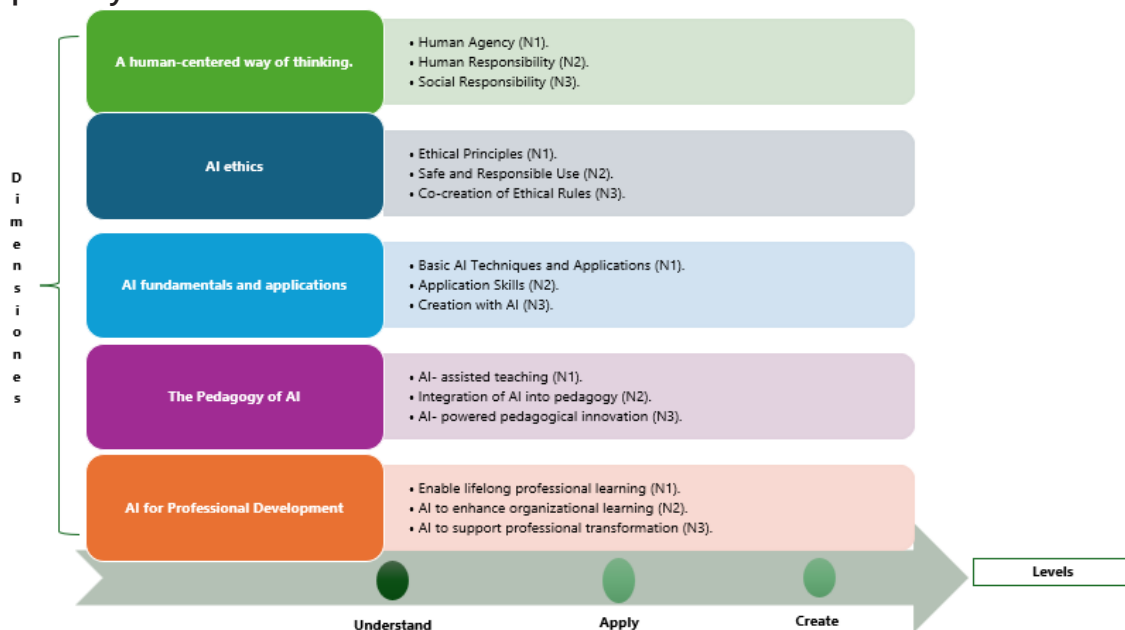 A human-centered way of thinking.
• Human Agency (N1).
• Human Responsibility (N2).
• Social Responsibility (N3).
AI ethics
• Ethical Principles (N1).
• Safe and Responsible Use (N2).
• Co-creation of Ethical Rules (N3).
Dimensiones
AI fundamentals and applications
• Basic AI Techniques and Applications (N1).
• Application Skills (N2).
• Creation with AI (N3).
The Pedagogy of AI
• AI- assisted teaching (N1).
• Integration of AI into pedagogy (N2).
• AI- powered pedagogical innovation (N3).
AI for Professional Development
• Enable lifelong professional learning (N1).
• AI to enhance organizational learning (N2).
• AI to support professional transformation (N3).
Levels
Understand
Apply
Create